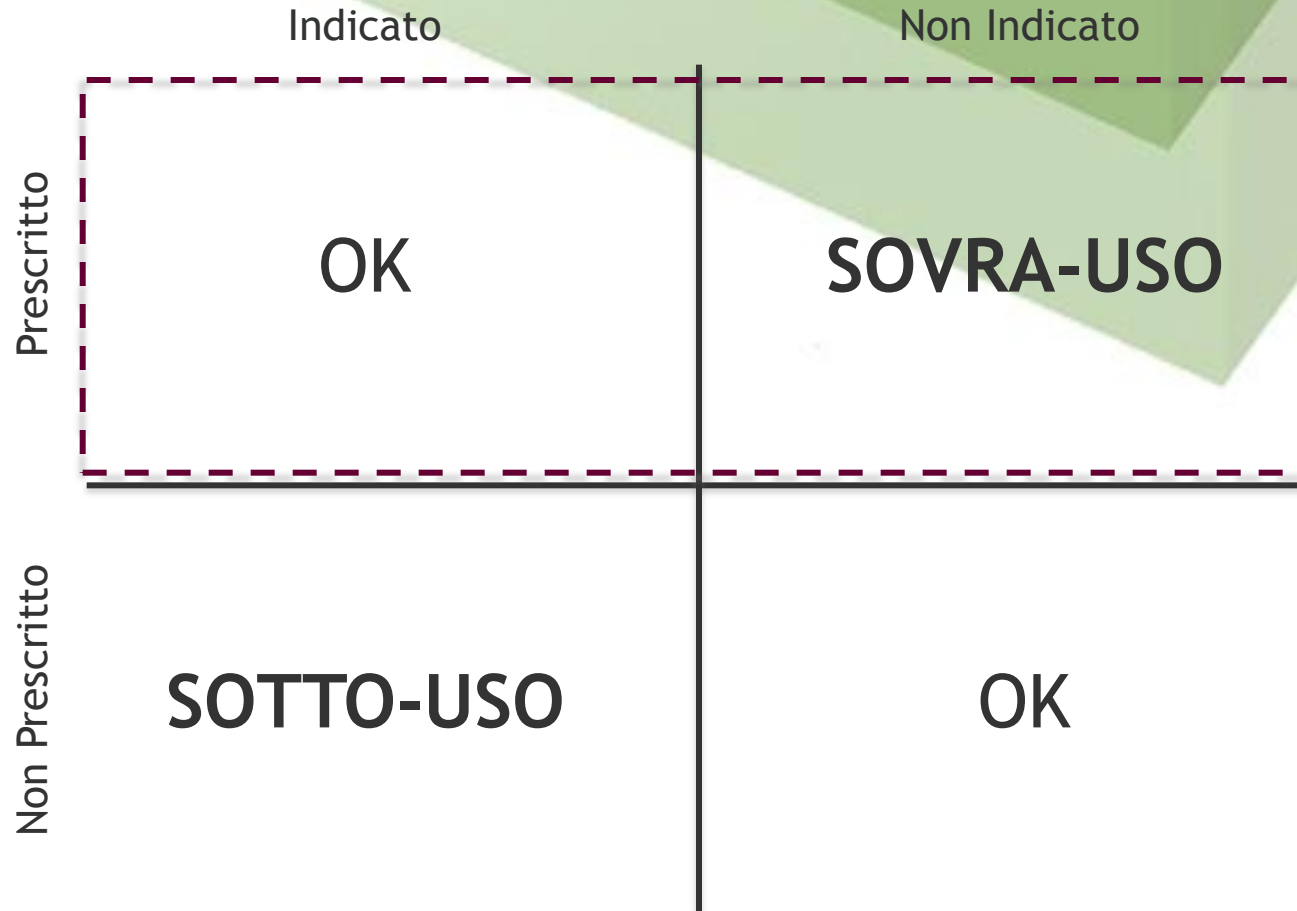 Indicato Non Indicato
Prescritto
OK SOVRA-USO
Non Prescritto
SOTTO-USO OK